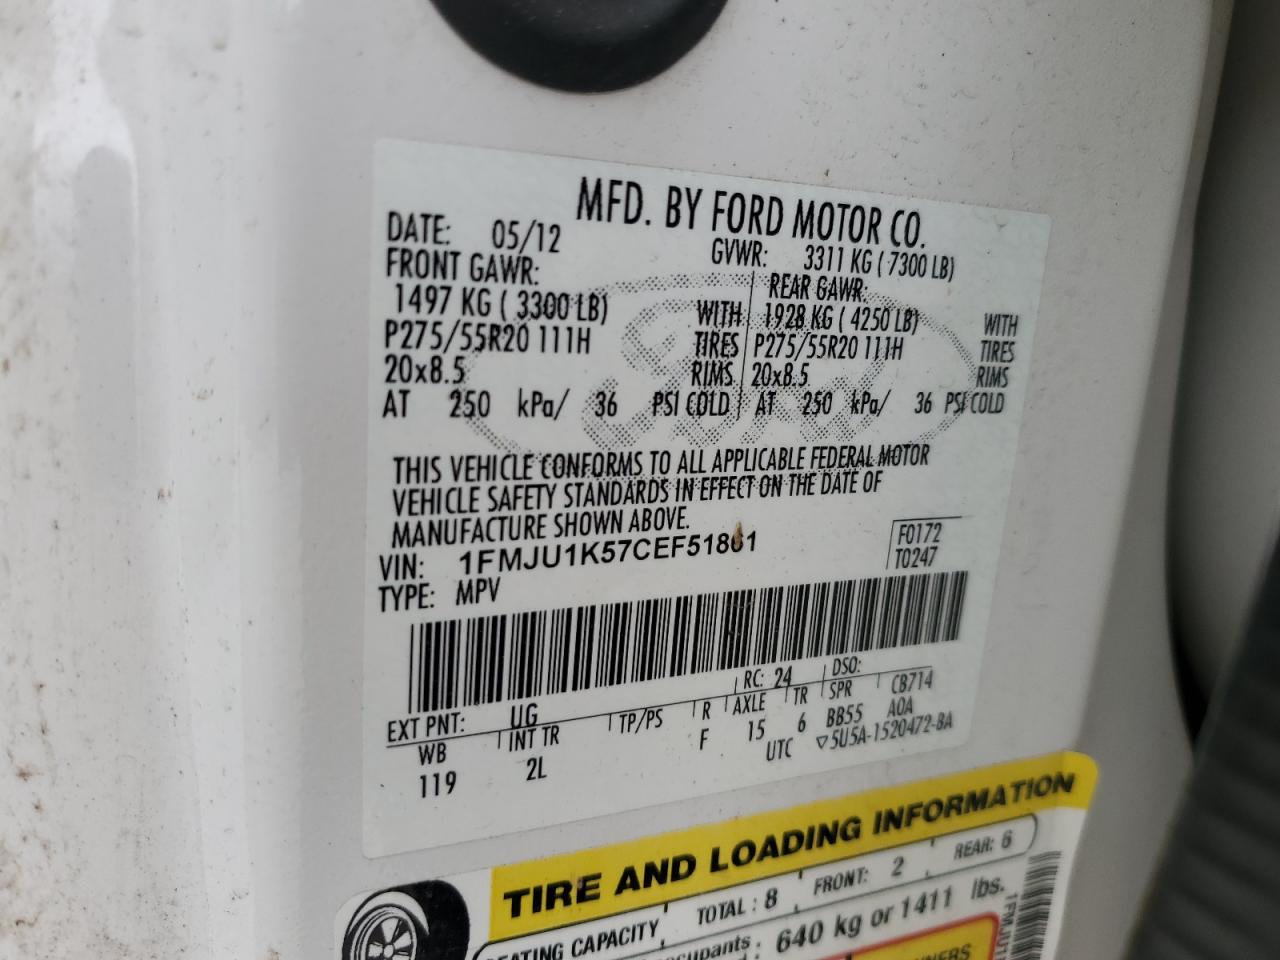 MFD. BY FORD MOTOR CO.
DATE: 05/12 GVWR: 3311 KG ( 7300 LB)
FRONT GAWR: REAR GAWR:
1497 KG ( 3300 LB) WITH 1928 KG ( 4250 LB) WITH
P275/55R20 111H TIRES P275/55R20 111H TIRES
20x8.5 RIMS 20x8.5 RIMS
AT 250 kPa/ 36 PSI COLD AT 250 kPa/ 36 PSI COLD
THIS VEHICLE CONFORMS TO ALL APPLICABLE FEDERAL MOTOR
VEHICLE SAFETY STANDARDS IN EFFECT ON THE DATE OF
MANUFACTURE SHOWN ABOVE.
VIN: 1FMJU1K57CEF51801 F0172
TYPE: MPV T0247
RC: 24 DSO:
EXT PNT: UG CB714
WB INT TR TP/PS R AXLE TR SPR
119 2L F 15 6 BB55 AOA
UTC ▽5U5A-1520472-BA
TIRE AND LOADING INFORMATION
CAPACITY TOTAL : 8 FRONT: 2 REAR: 6
640 kg or 1411 lbs.